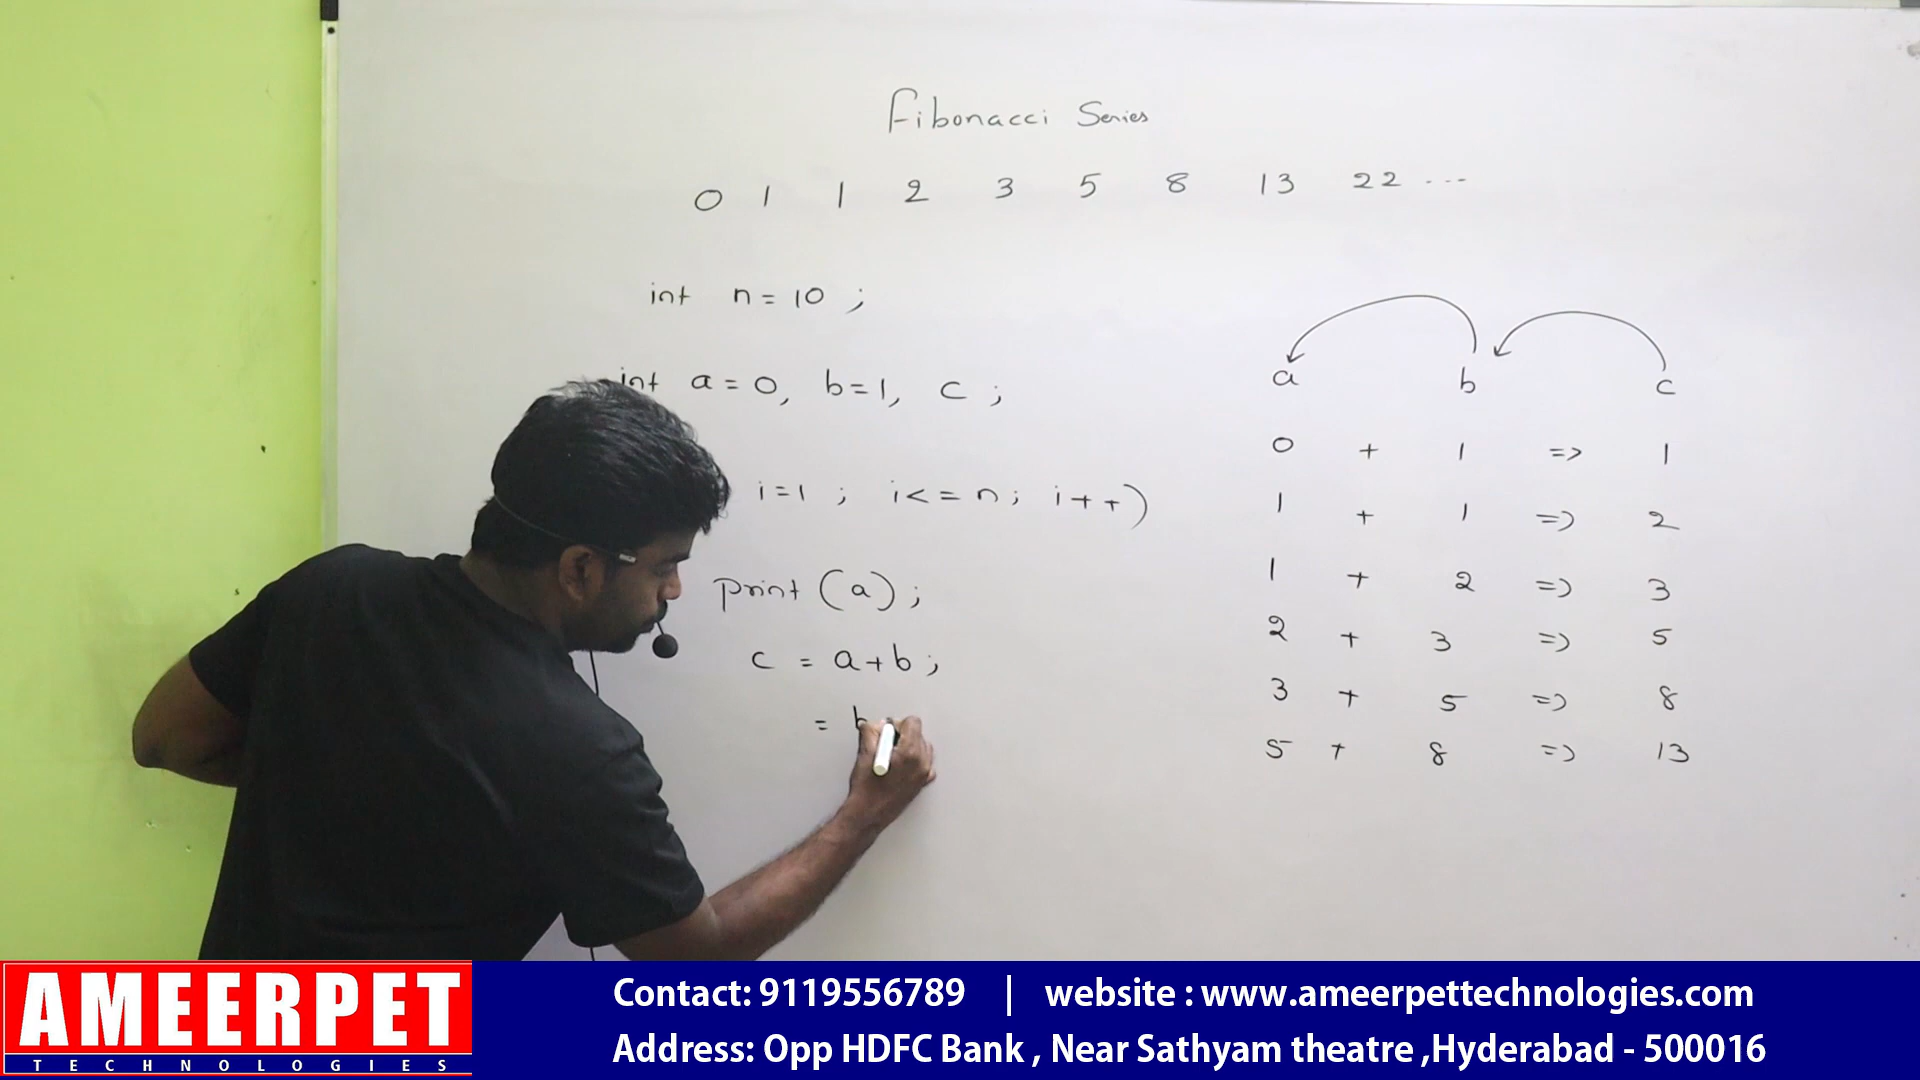 Fibonacci Series
0 1 1 2 3 5 8 13 22 ...
int n = 10 ;
int a = 0, b = 1, c ;
i = 1 ; i <= n ; i + + )
print ( a ) ;
c = a + b ;
= b
a b c
0 + 1 => 1
1 + 1 => 2
1 + 2 => 3
2 + 3 => 5
3 + 5 => 8
5 + 8 => 13
AMEERPET
TECHNOLOGIES
Contact: 9119556789 | website : www.ameerpettechnologies.com
Address: Opp HDFC Bank , Near Sathyam theatre ,Hyderabad - 500016